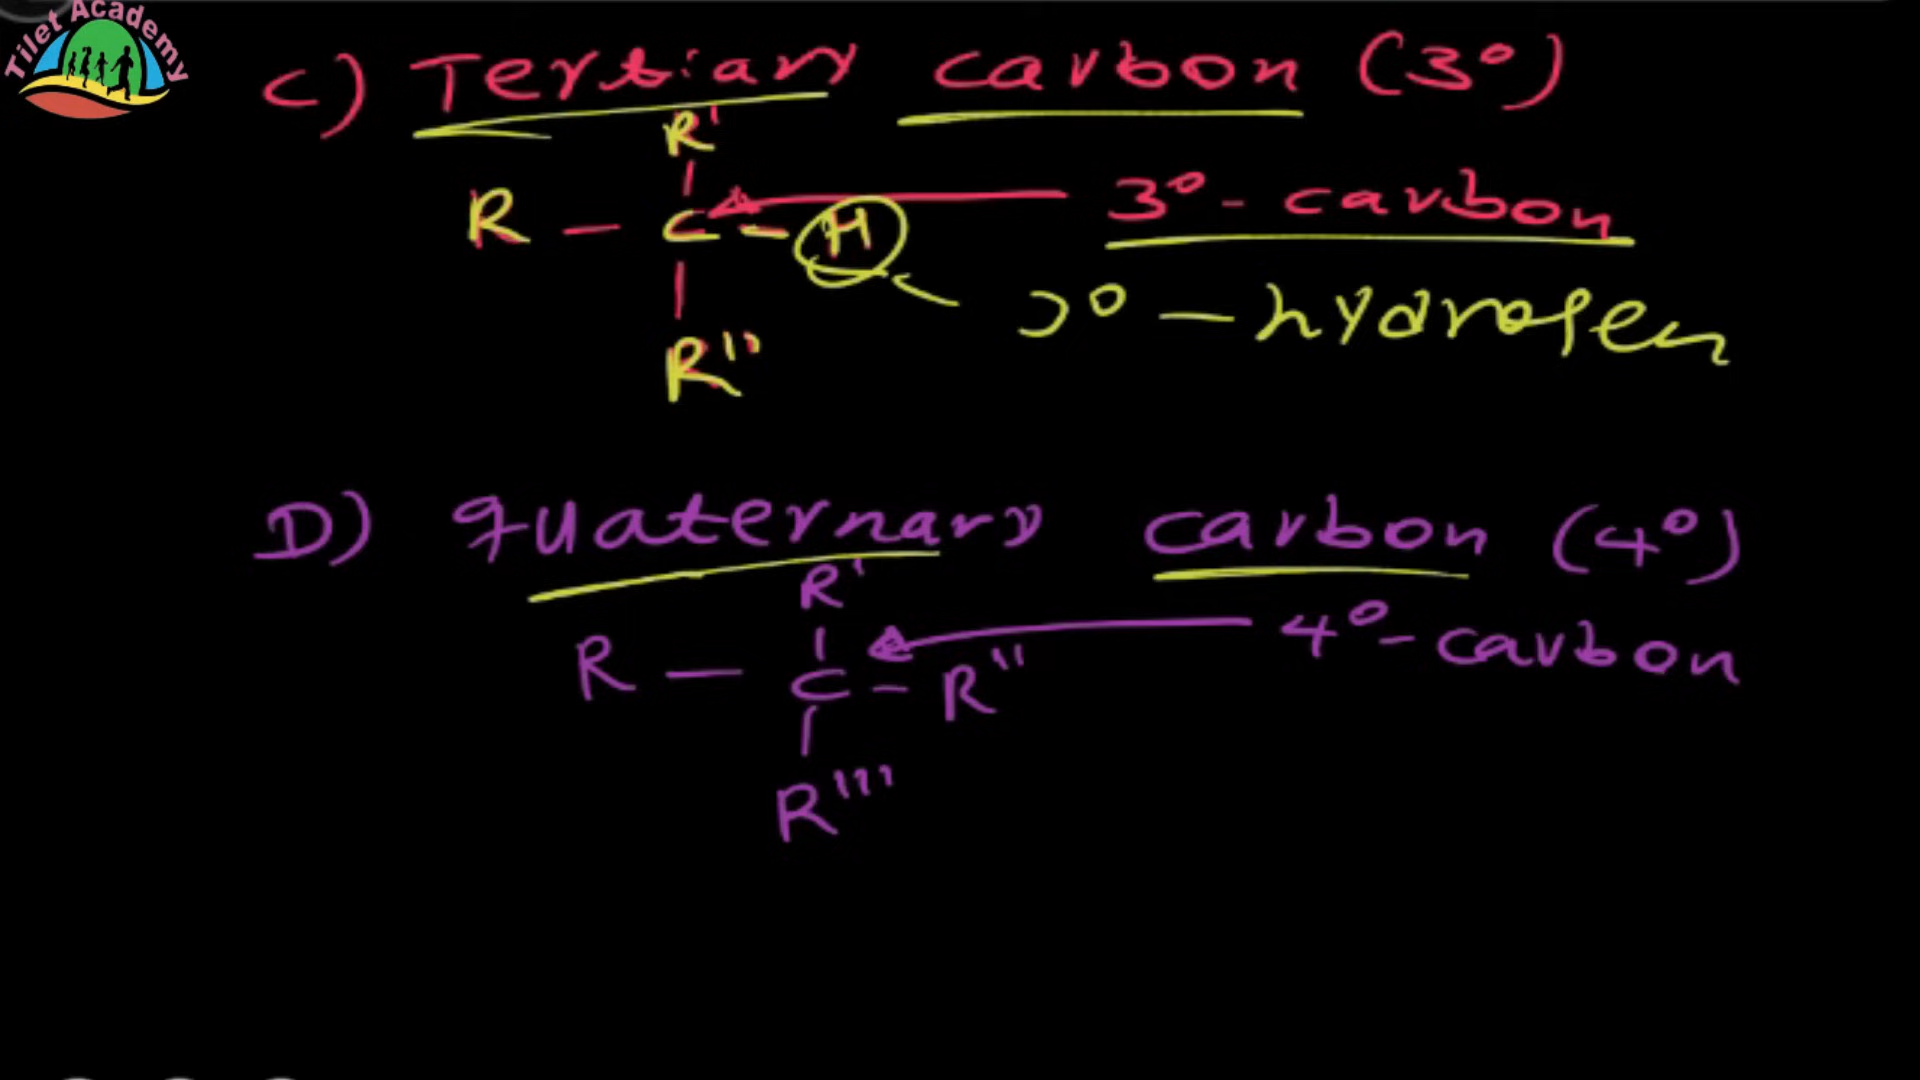 Tilet Academy
C) Tertiary carbon (3°)
R'
R - C - H
3°- carbon
3° - hydrogen
R"
D) quaternary carbon (4°)
R'
R - C - R"
4°- carbon
R'''